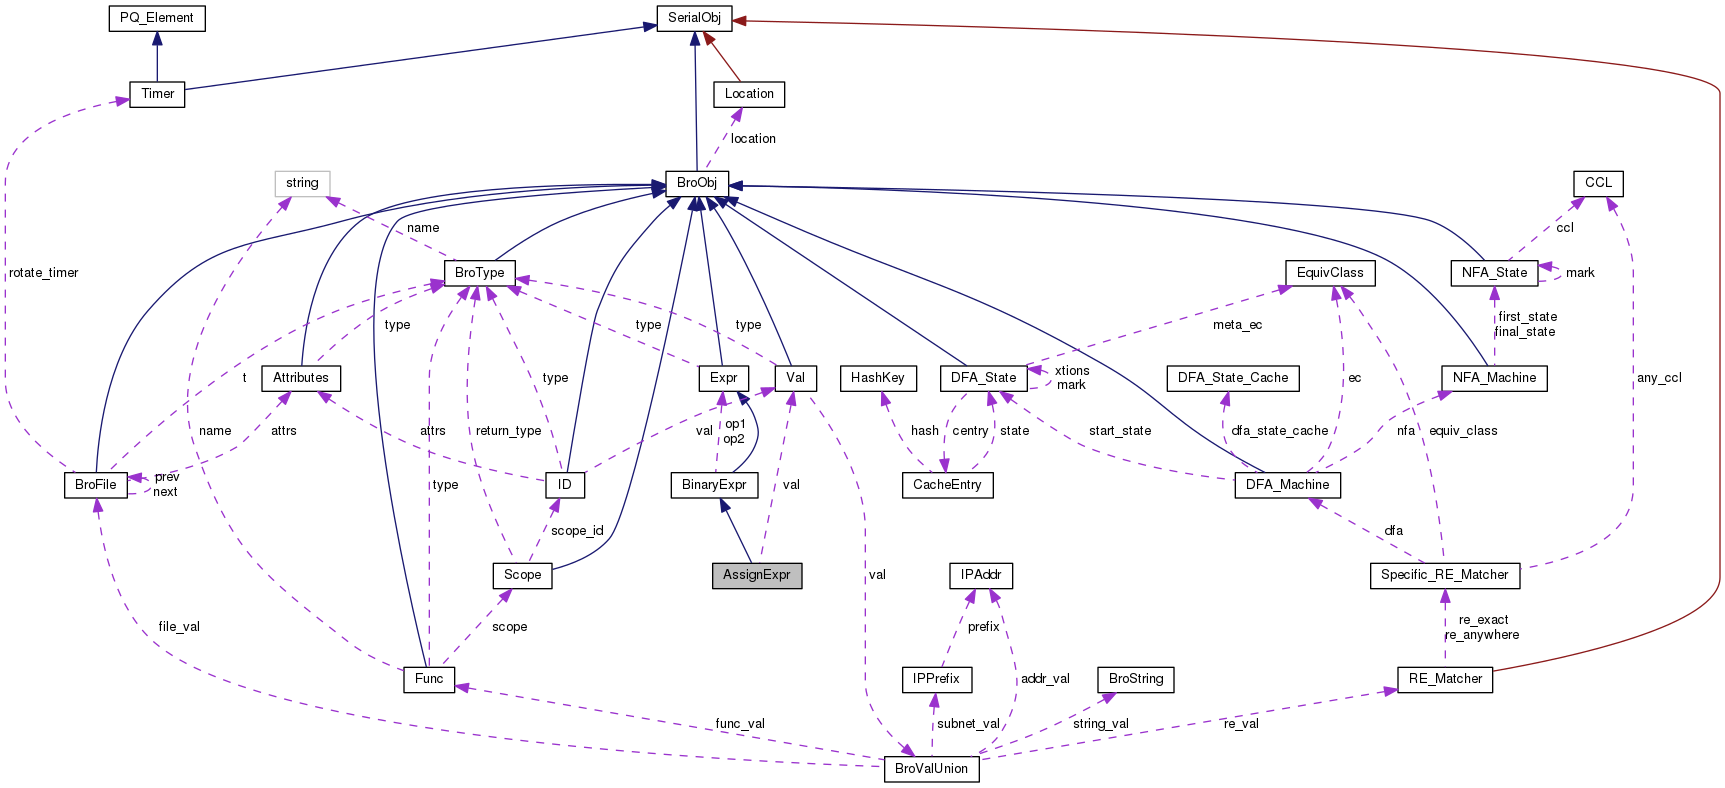 PQ_Element
SerialObj
Timer
Location
location
string
BroObj
CCL
name
ccl
rotate_timer
BroType
EquivClass
NFA_State
mark
type
type
type
meta_ec
first_state
final_state
t
Attributes
type
Expr
Val
HashKey
DFA_State
xtions
mark
DFA_State_Cache
ec
NFA_Machine
any_ccl
name
attrs
return_type
attrs
val
op1
op2
hash
centry
state
start_state
dfa_state_cache
nfa
equiv_class
BroFile
prev
next
type
ID
BinaryExpr
val
CacheEntry
DFA_Machine
scope_id
dfa
Scope
AssignExpr
val
IPAddr
Specific_RE_Matcher
file_val
scope
prefix
re_exact
re_anywhere
Func
IPPrefix
addr_val
BroString
RE_Matcher
func_val
subnet_val
string_val
re_val
BroValUnion